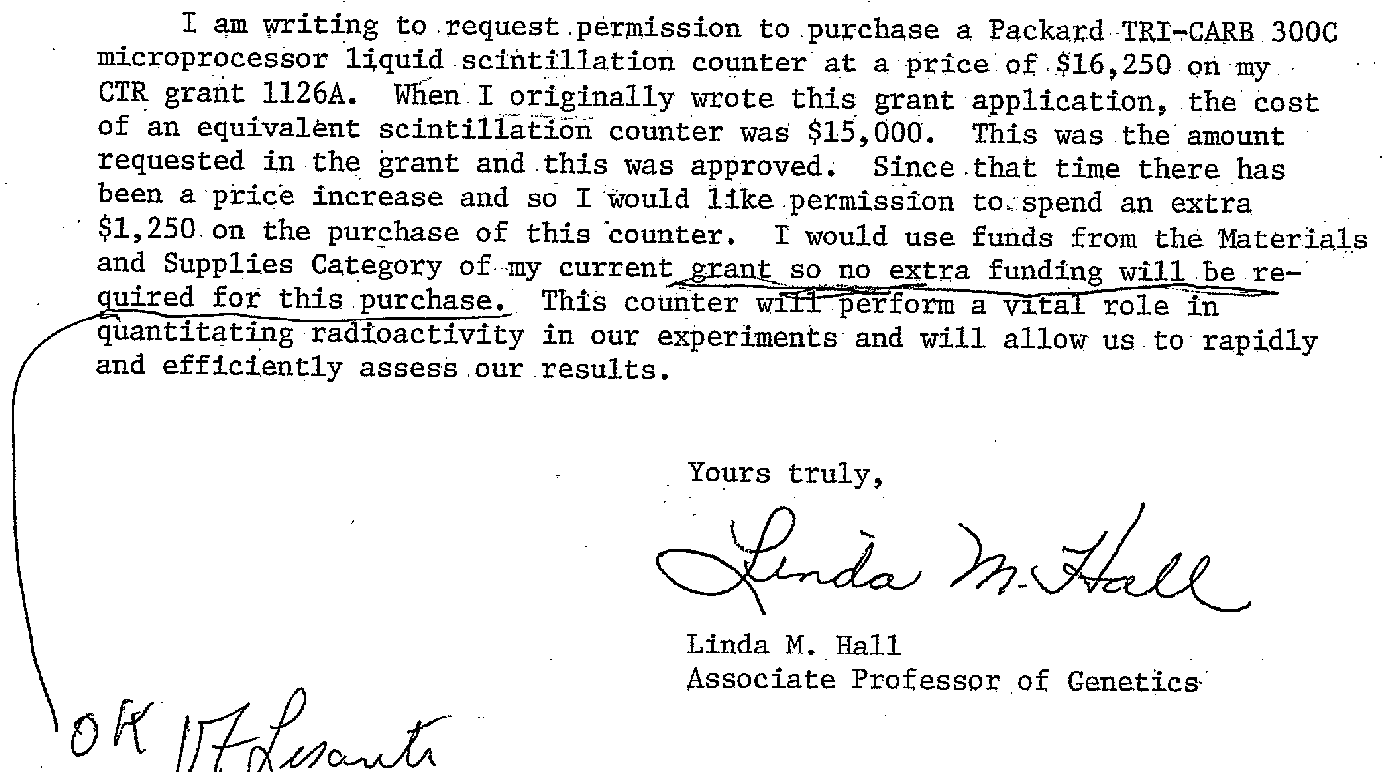 I am writing to request permission to purchase a Packard TRI-CARB 300C
microprocessor liquid scintillation counter at a price of $16,250 on my
CTR grant 1126A. When I originally wrote this grant application, the cost
of an equivalent scintillation counter was $15,000. This was the amount
requested in the grant and this was approved. Since that time there has
been a price increase and so I would like permission to spend an extra
$1,250 on the purchase of this counter. I would use funds from the Materials
and Supplies Category of my current grant so no extra funding will be re-
quired for this purchase. This counter will perform a vital role in
quantitating radioactivity in our experiments and will allow us to rapidly
and efficiently assess our results.
Yours truly,
Linda M. Hall
Linda M. Hall
Associate Professor of Genetics
OK